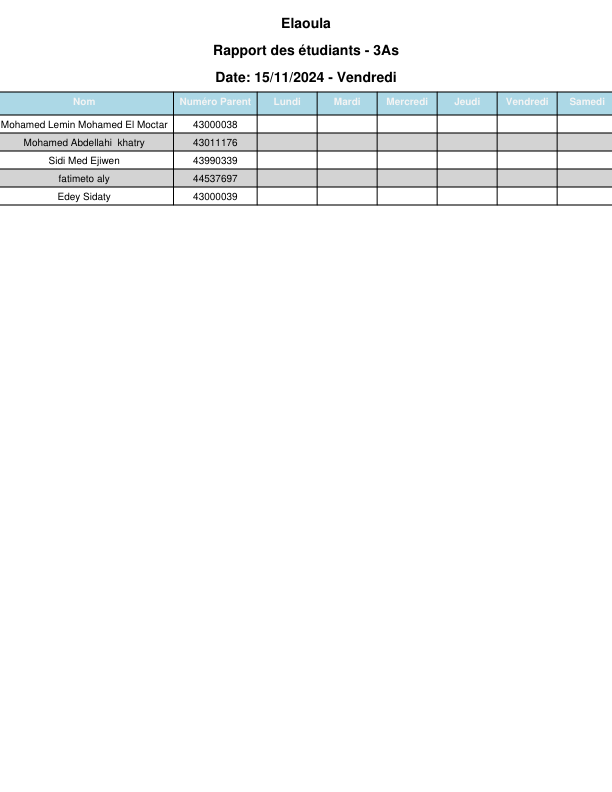 Elaoula
Rapport des étudiants - 3As
Date: 15/11/2024 - Vendredi
Nom Numéro Parent Lundi Mardi Mercredi Jeudi Vendredi Samedi
Mohamed Lemin Mohamed El Moctar 43000038
Mohamed Abdellahi khatry 43011176
Sidi Med Ejiwen 43990339
fatimeto aly 44537697
Edey Sidaty 43000039